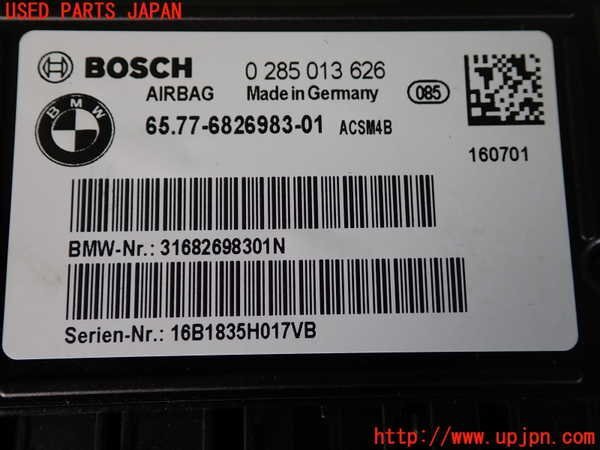 USED PARTS JAPAN
BOSCH 0 285 013 626
AIRBAG Made in Germany 085
BMW
65.77-6826983-01 ACSM4B
160701
BMW-Nr.: 31682698301N
Serien-Nr.: 16B1835H017VB
http://www.upjpn.com/